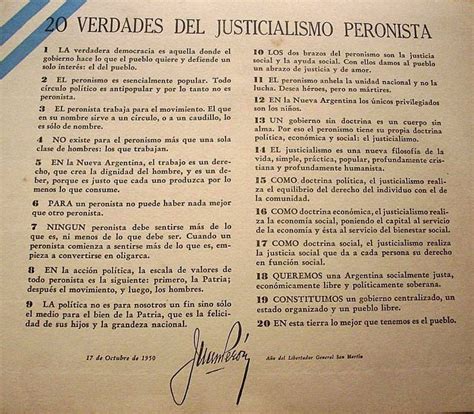 20 VERDADES DEL JUSTICIALISMO PERONISTA
1 LA verdadera democracia es aquella donde el
gobierno hace lo que el pueblo quiere y defiende un
solo interés: el del pueblo.
2 EL peronismo es esencialmente popular. Todo
círculo político es antipopular y por lo tanto no es
peronista.
3 EL peronista trabaja para el movimiento. El que
en su nombre sirve a un círculo, o a un caudillo, lo
es sólo de nombre.
4 NO existe para el peronismo más que una sola
clase de hombres: los que trabajan.
5 EN la Nueva Argentina, el trabajo es un dere-
cho, que crea la dignidad del hombre, y es un de-
ber, porque es justo que cada uno produzca por lo
menos lo que consume.
6 PARA un peronista no puede haber nada mejor
que otro peronista.
7 NINGUN peronista debe sentirse más de lo
que es, ni menos de lo que debe ser. Cuando un
peronista comienza a sentirse más de lo que es, em-
pieza a convertirse en oligarca.
8 EN la acción política, la escala de valores de
todo peronista es la siguiente: primero, la Patria;
después el movimiento, y luego, los hombres.
9 LA política no es para nosotros un fin sino sólo
el medio para el bien de la Patria, que es la felici-
dad de sus hijos y la grandeza nacional.
10 LOS dos brazos del peronismo son la justicia
social y la ayuda social. Con ellos damos al pueblo
un abrazo de justicia y de amor.
11 EL peronismo anhela la unidad nacional y no la
lucha. Desea héroes, pero no mártires.
12 EN la Nueva Argentina los únicos privilegiados
son los niños.
13 UN gobierno sin doctrina es un cuerpo sin
alma. Por eso el peronismo tiene su propia doctrina
política, económica y social: el justicialismo.
14 EL justicialismo es una nueva filosofía de la
vida, simple, práctica, popular, profundamente cris-
tiana y profundamente humanista.
15 COMO doctrina política, el justicialismo reali-
za el equilibrio del derecho del individuo con el de
la comunidad.
16 COMO doctrina económica, el justicialismo rea-
liza la economía social, poniendo el capital al servicio
de la economía y ésta al servicio del bienestar social.
17 COMO doctrina social, el justicialismo realiza
la justicia social que da a cada persona su derecho
en función social.
18 QUEREMOS una Argentina socialmente justa,
económicamente libre y políticamente soberana.
19 CONSTITUIMOS un gobierno centralizado, un
estado organizado y un pueblo libre.
20 EN esta tierra lo mejor que tenemos es el pueblo.
17 de Octubre de 1950
Juan Perón
Año del Libertador General San Martín